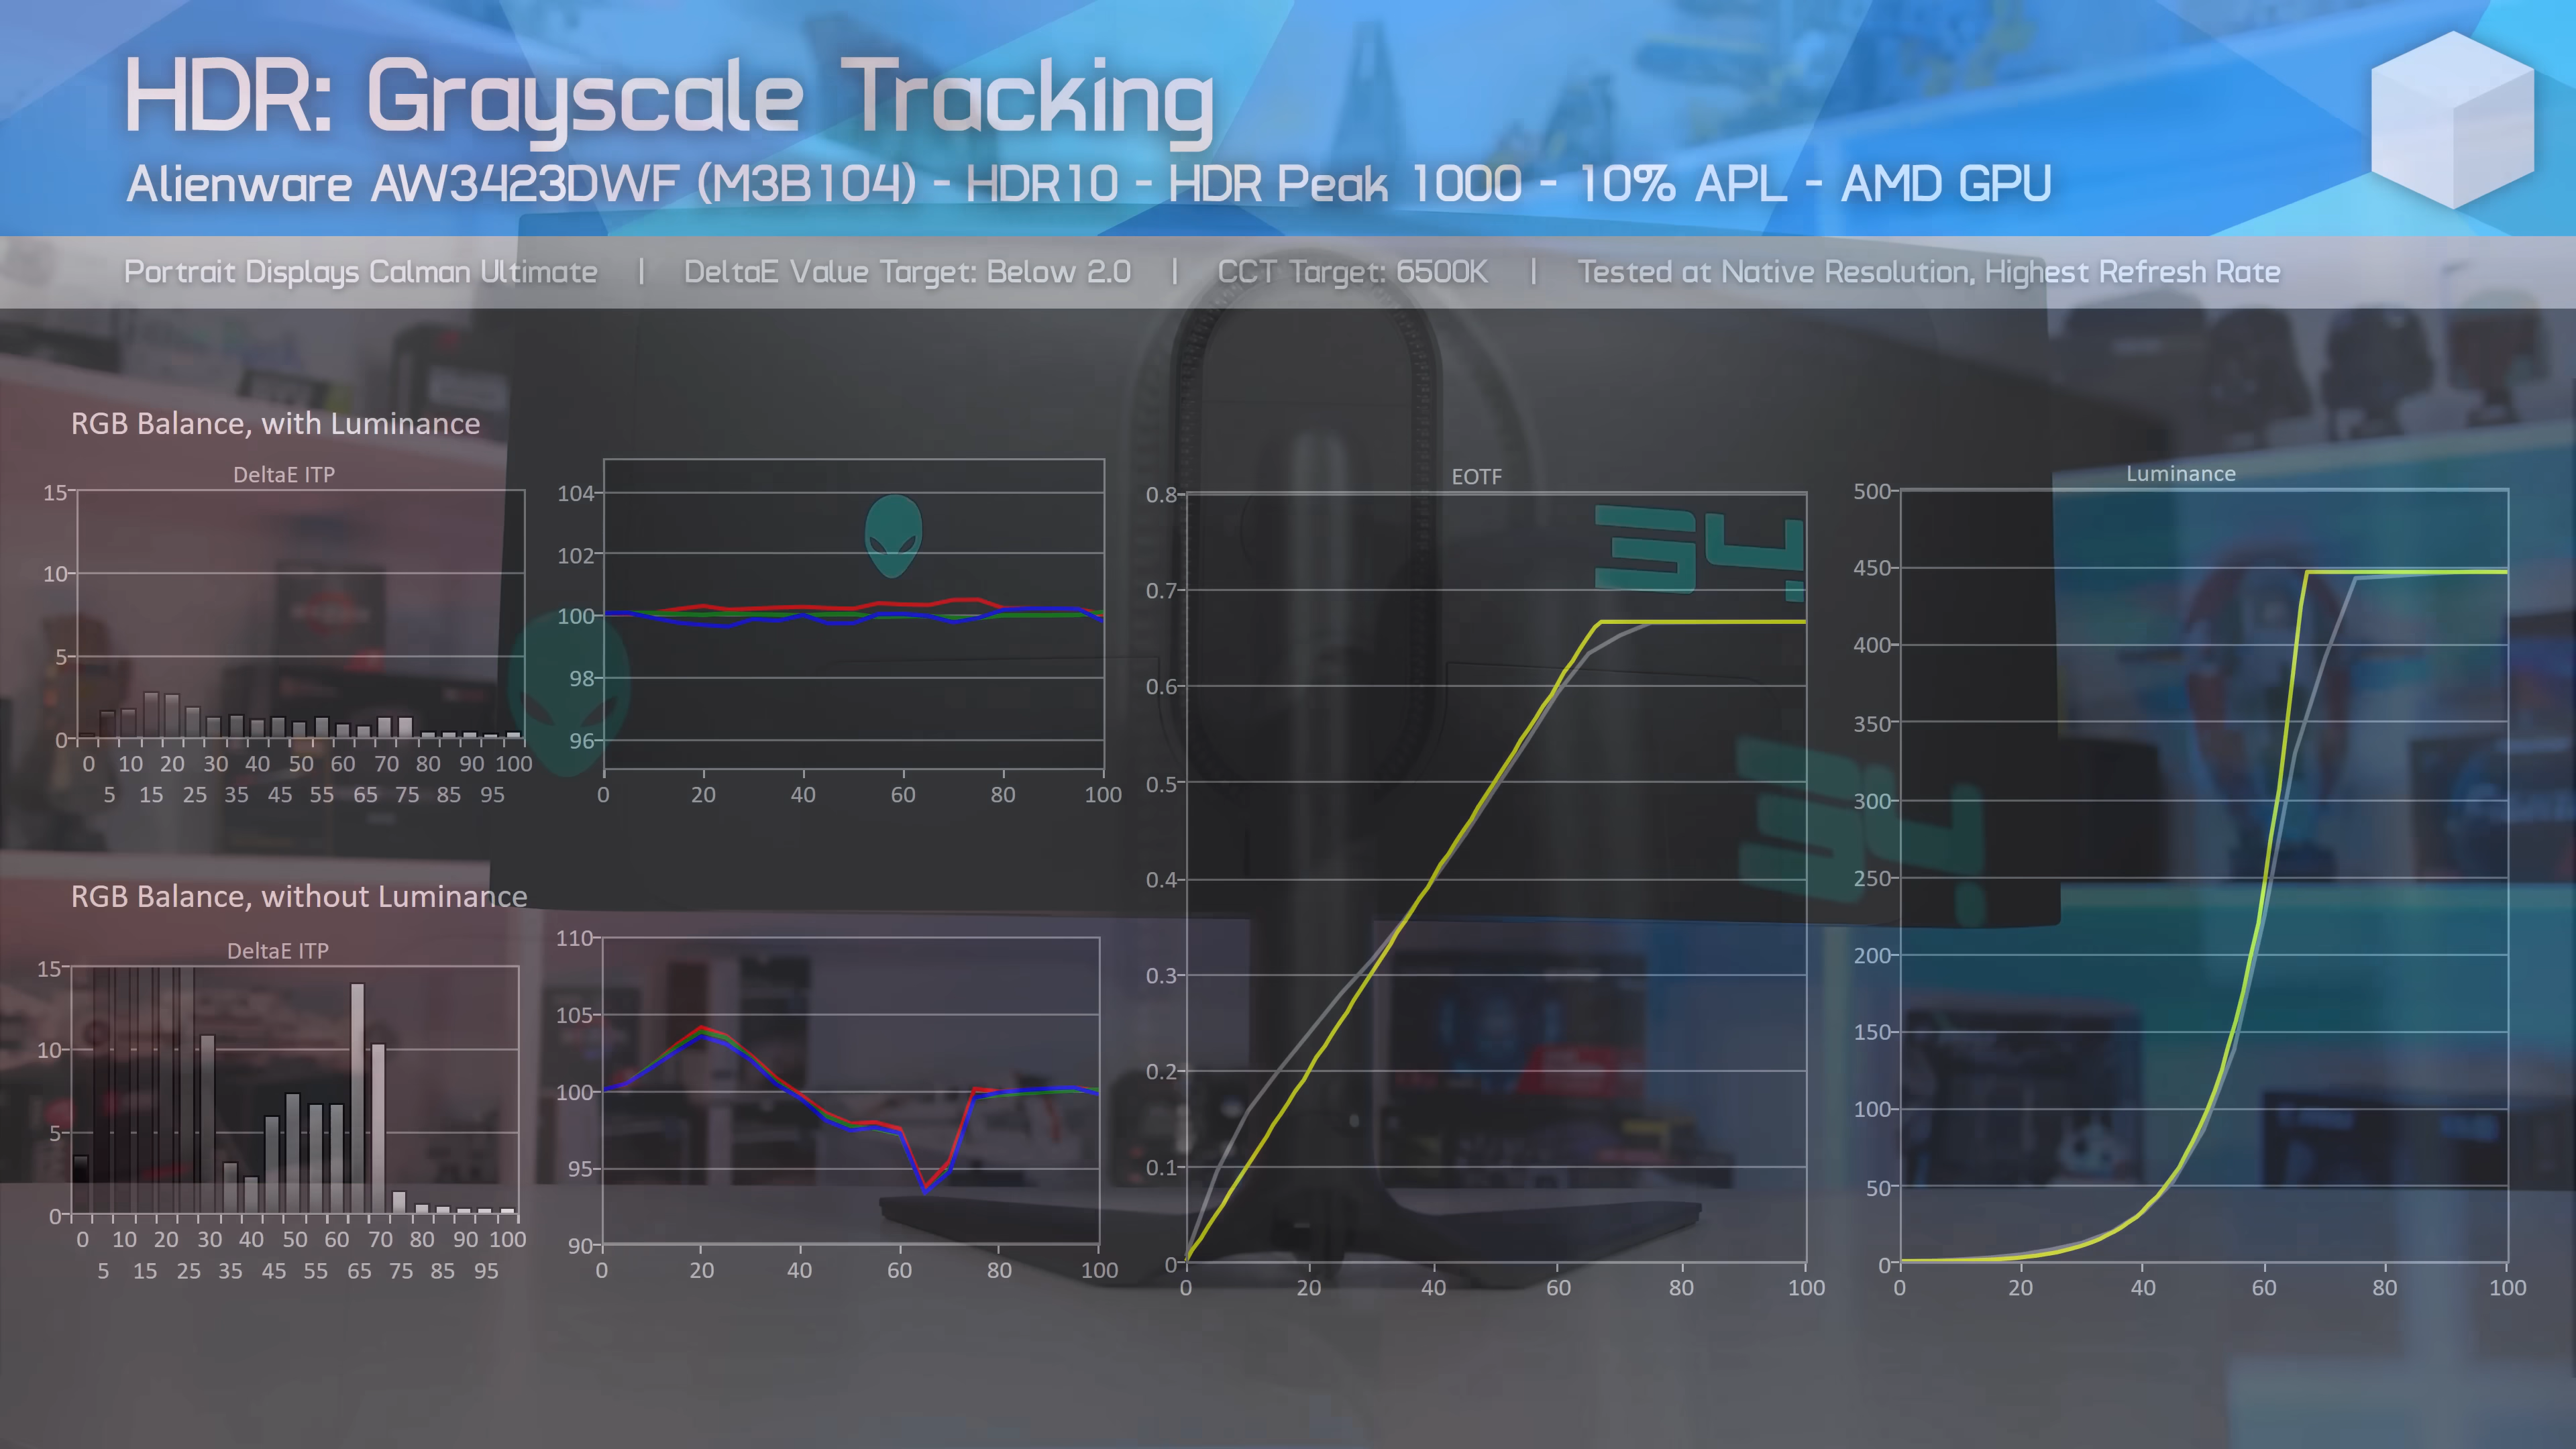 HDR: Grayscale Tracking
Alienware AW3423DWF (M3B104) - HDR10 - HDR Peak 1000 - 10% APL - AMD GPU
Portrait Displays Calman Ultimate | DeltaE Value Target: Below 2.0 | CCT Target: 6500K | Tested at Native Resolution, Highest Refresh Rate
RGB Balance, with Luminance
DeltaE ITP
15
10
5
0
0 10 20 30 40 50 60 70 80 90 100
5 15 25 35 45 55 65 75 85 95
104
102
100
98
96
0 20 40 60 80 100
RGB Balance, without Luminance
DeltaE ITP
15
10
5
0
0 10 20 30 40 50 60 70 80 90 100
5 15 25 35 45 55 65 75 85 95
110
105
100
95
90
0 20 40 60 80 100
EOTF
0.8
0.7
0.6
0.5
0.4
0.3
0.2
0.1
0
0 20 40 60 80 100
34
34
Luminance
500
450
400
350
300
250
200
150
100
50
0
0 20 40 60 80 100